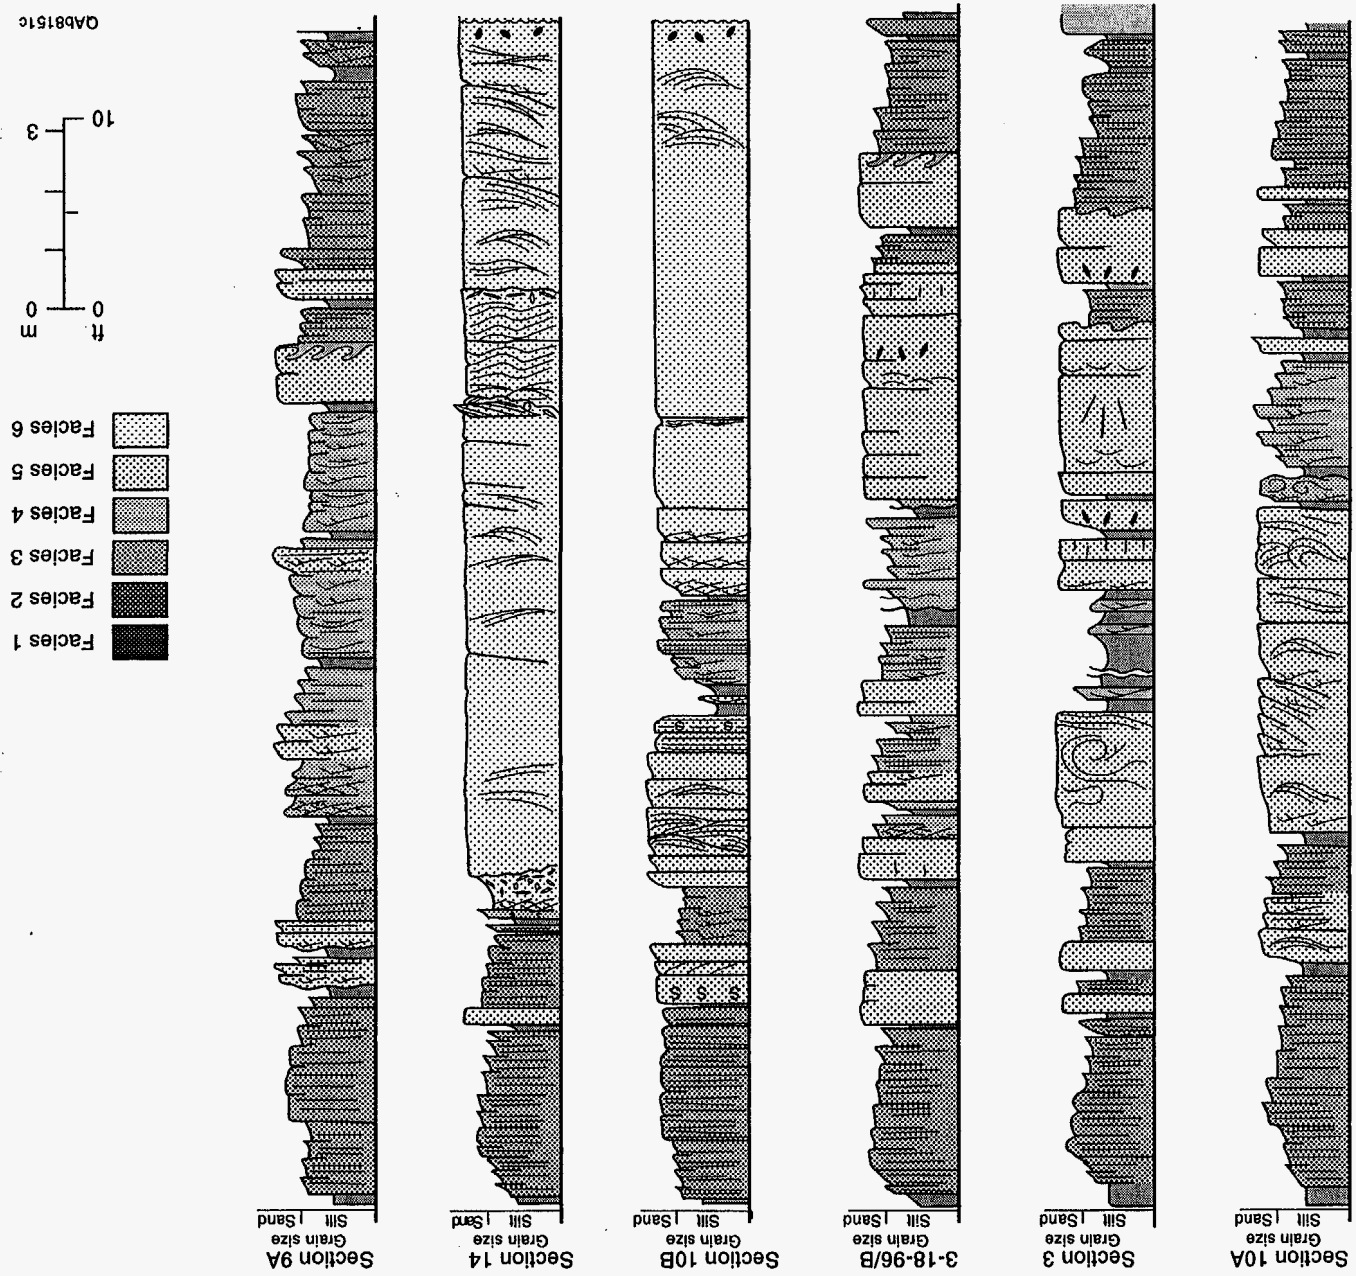 Section 10A
Grain size
Silt Sand
Section 3
Grain size
Silt Sand
3-18-96/B
Grain size
Silt Sand
Section 10B
Grain size
Silt Sand
Section 14
Grain size
Silt Sand
Section 9A
Grain size
Silt Sand
S S S
S S
Facies 1
Facies 2
Facies 3
Facies 4
Facies 5
Facies 6
ft m
0 0
10 3
QAb8151c